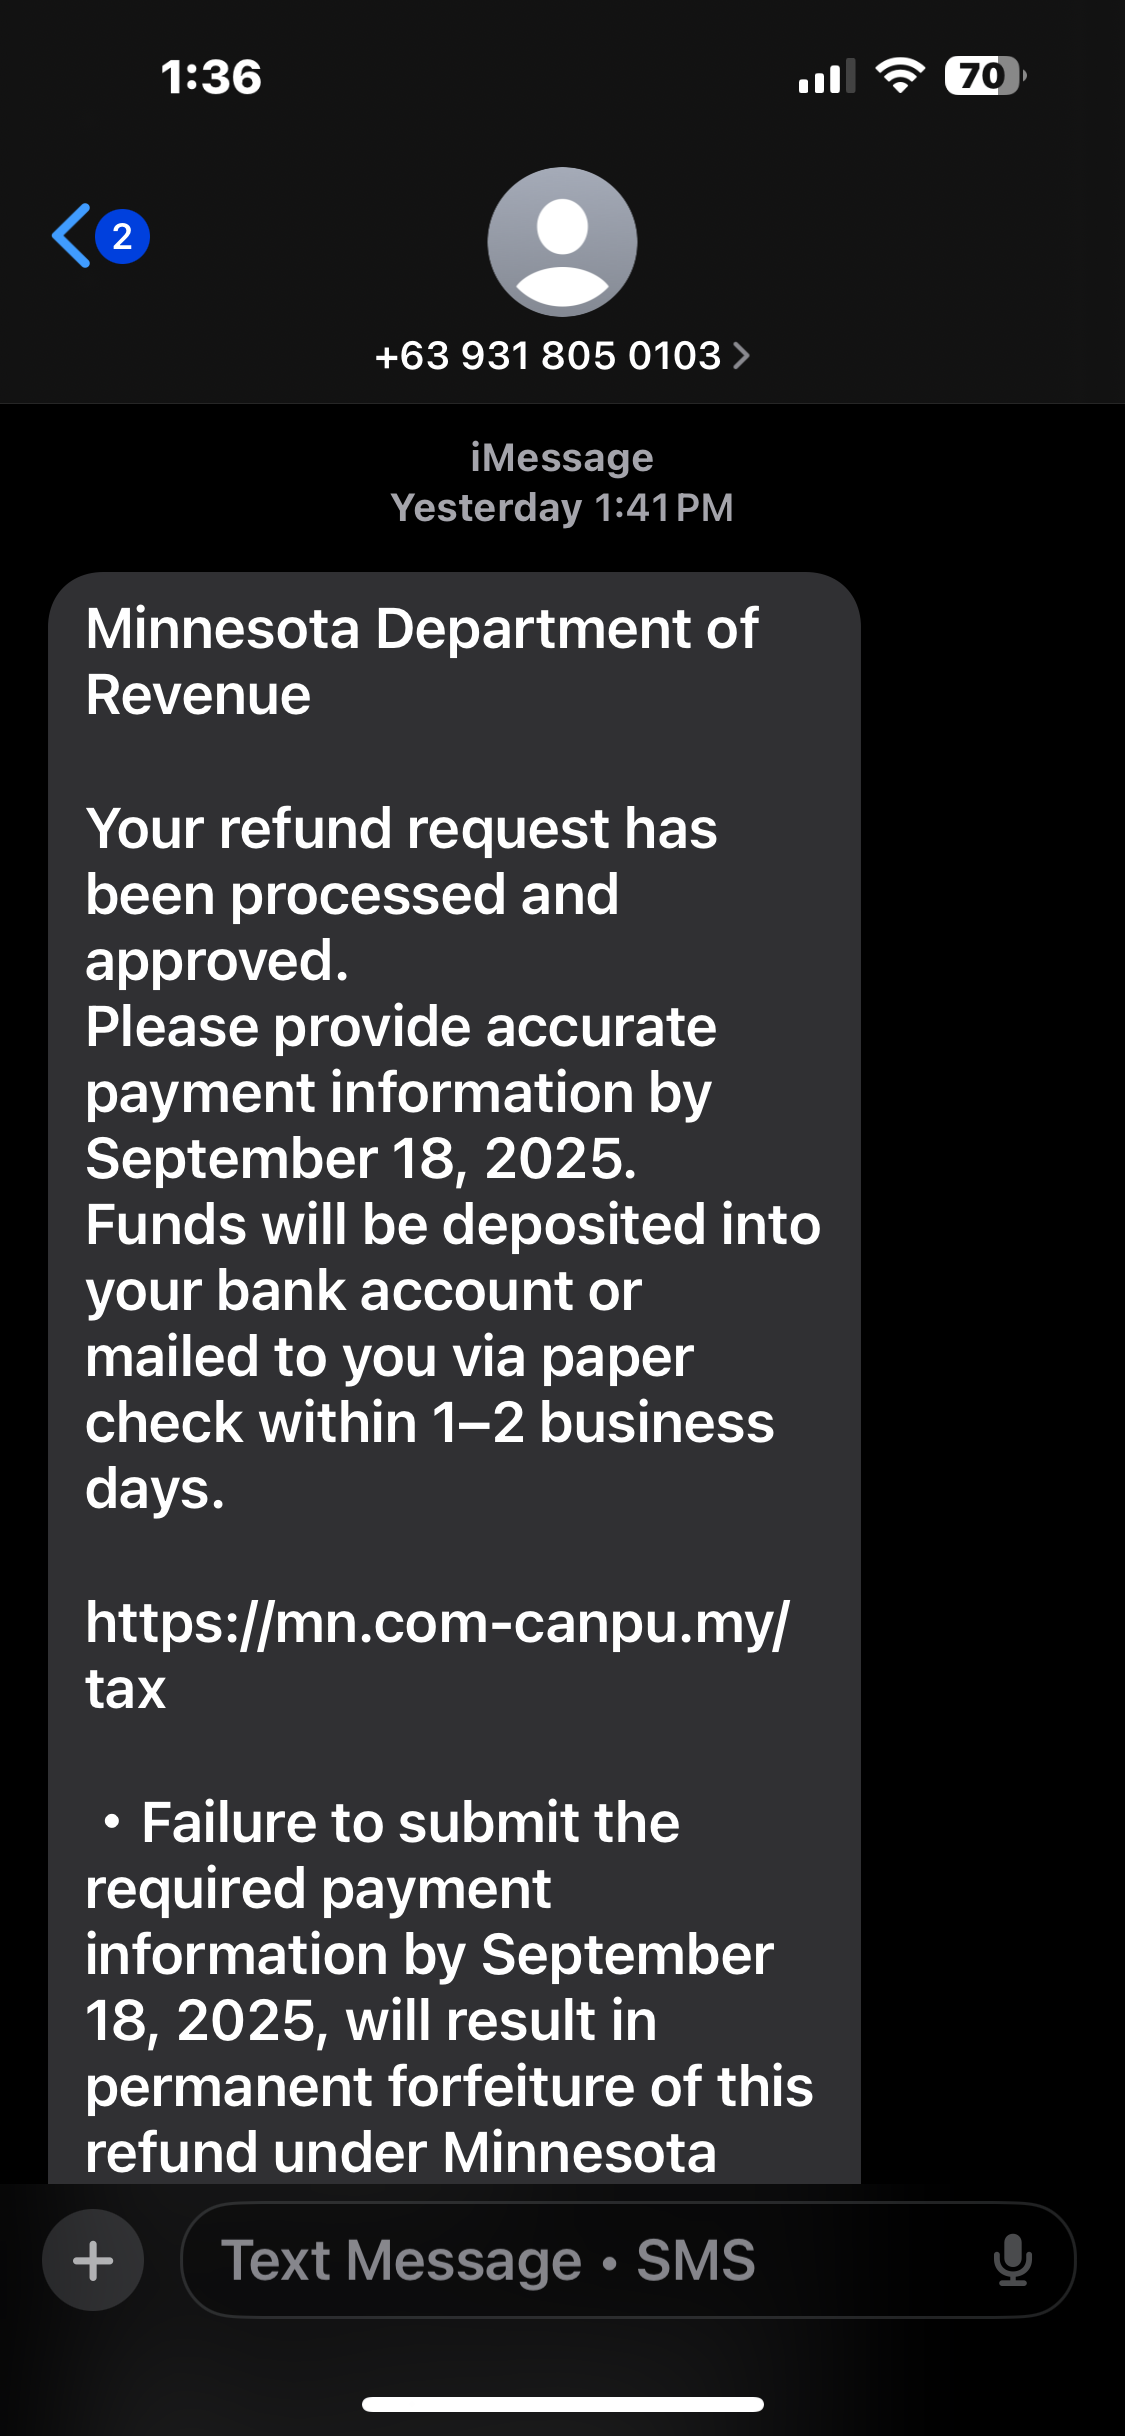 1:36
70
2
+63 931 805 0103
iMessage
Yesterday 1:41 PM
Minnesota Department of
Revenue
Your refund request has
been processed and
approved.
Please provide accurate
payment information by
September 18, 2025.
Funds will be deposited into
your bank account or
mailed to you via paper
check within 1–2 business
days.
https://mn.com-canpu.my/
tax
• Failure to submit the
required payment
information by September
18, 2025, will result in
permanent forfeiture of this
refund under Minnesota
Text Message • SMS